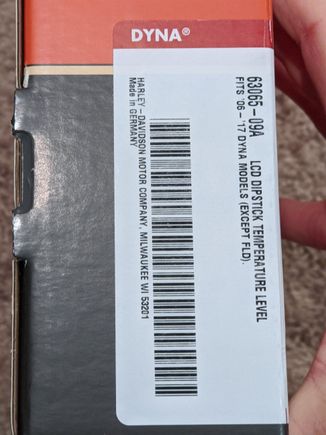 DYNA®
63065-09A LCD DIPSTICK TEMPERATURE LEVEL
FITS '06 - '17 DYNA MODELS (EXCEPT FLD).
HARLEY-DAVIDSON MOTOR COMPANY, MILWAUKEE WI 53201
Made in GERMANY